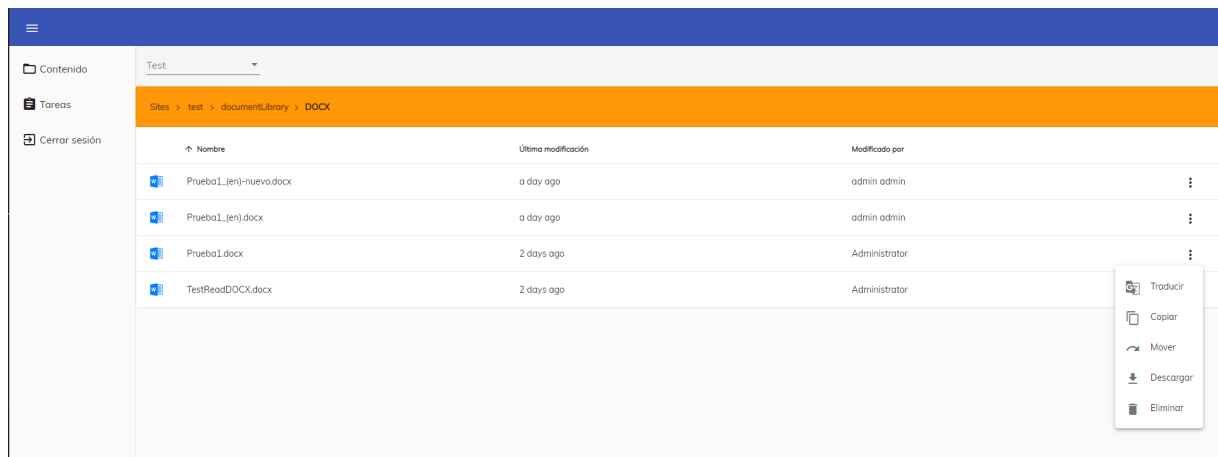 Contenido
Tareas
Cerrar sesión
Test
Sites > test > documentLibrary > DOCX
Nombre Última modificación Modificado por
Prueba1_(en)-nuevo.docx a day ago admin admin
Prueba1_(en).docx a day ago admin admin
Prueba1.docx 2 days ago Administrator
TestReadDOCX.docx 2 days ago Administrator
Traducir
Copiar
Mover
Descargar
Eliminar